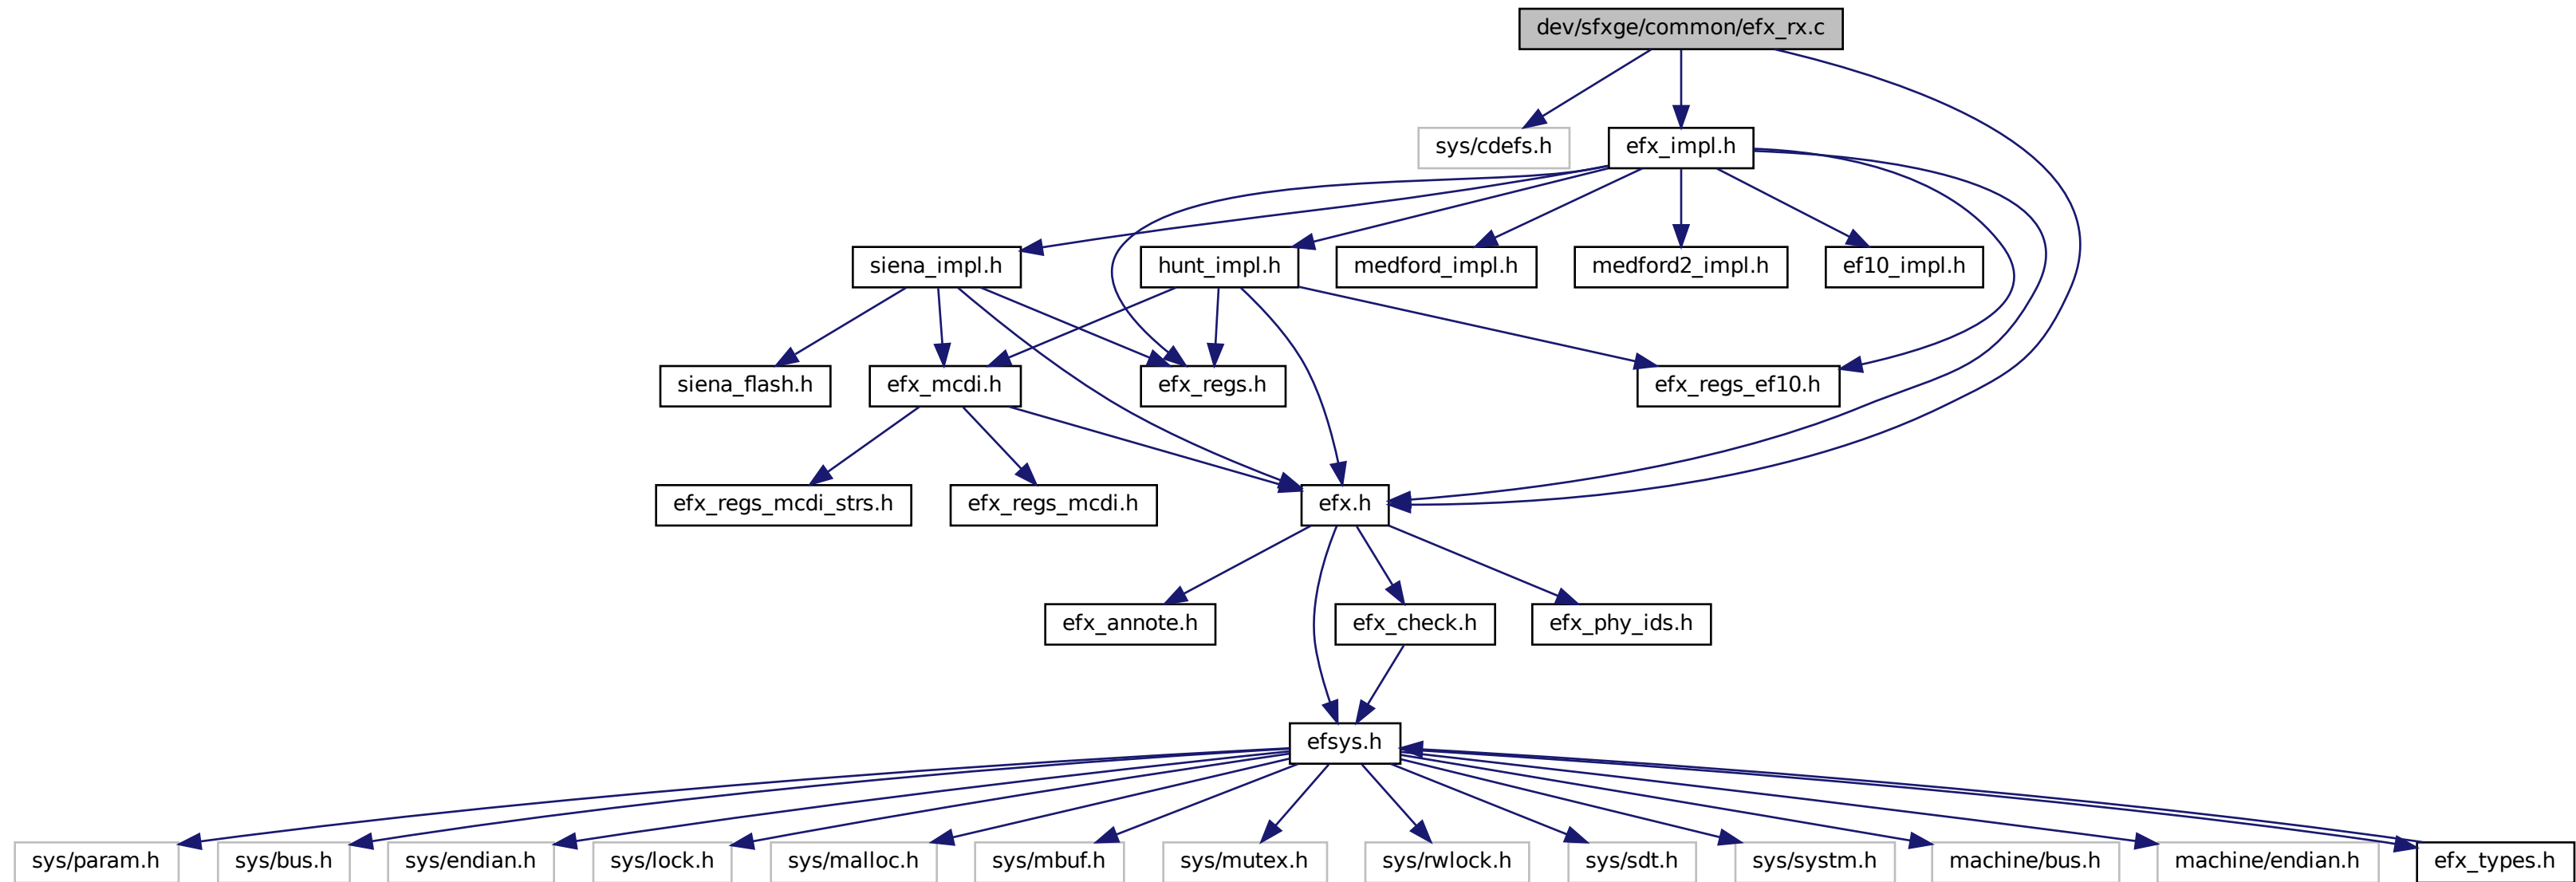 dev/sfxge/common/efx_rx.c
sys/cdefs.h
efx_impl.h
siena_impl.h
hunt_impl.h
medford_impl.h
medford2_impl.h
ef10_impl.h
siena_flash.h
efx_mcdi.h
efx_regs.h
efx_regs_ef10.h
efx_regs_mcdi_strs.h
efx_regs_mcdi.h
efx.h
efx_annote.h
efx_check.h
efx_phy_ids.h
efsys.h
sys/param.h
sys/bus.h
sys/endian.h
sys/lock.h
sys/malloc.h
sys/mbuf.h
sys/mutex.h
sys/rwlock.h
sys/sdt.h
sys/systm.h
machine/bus.h
machine/endian.h
efx_types.h